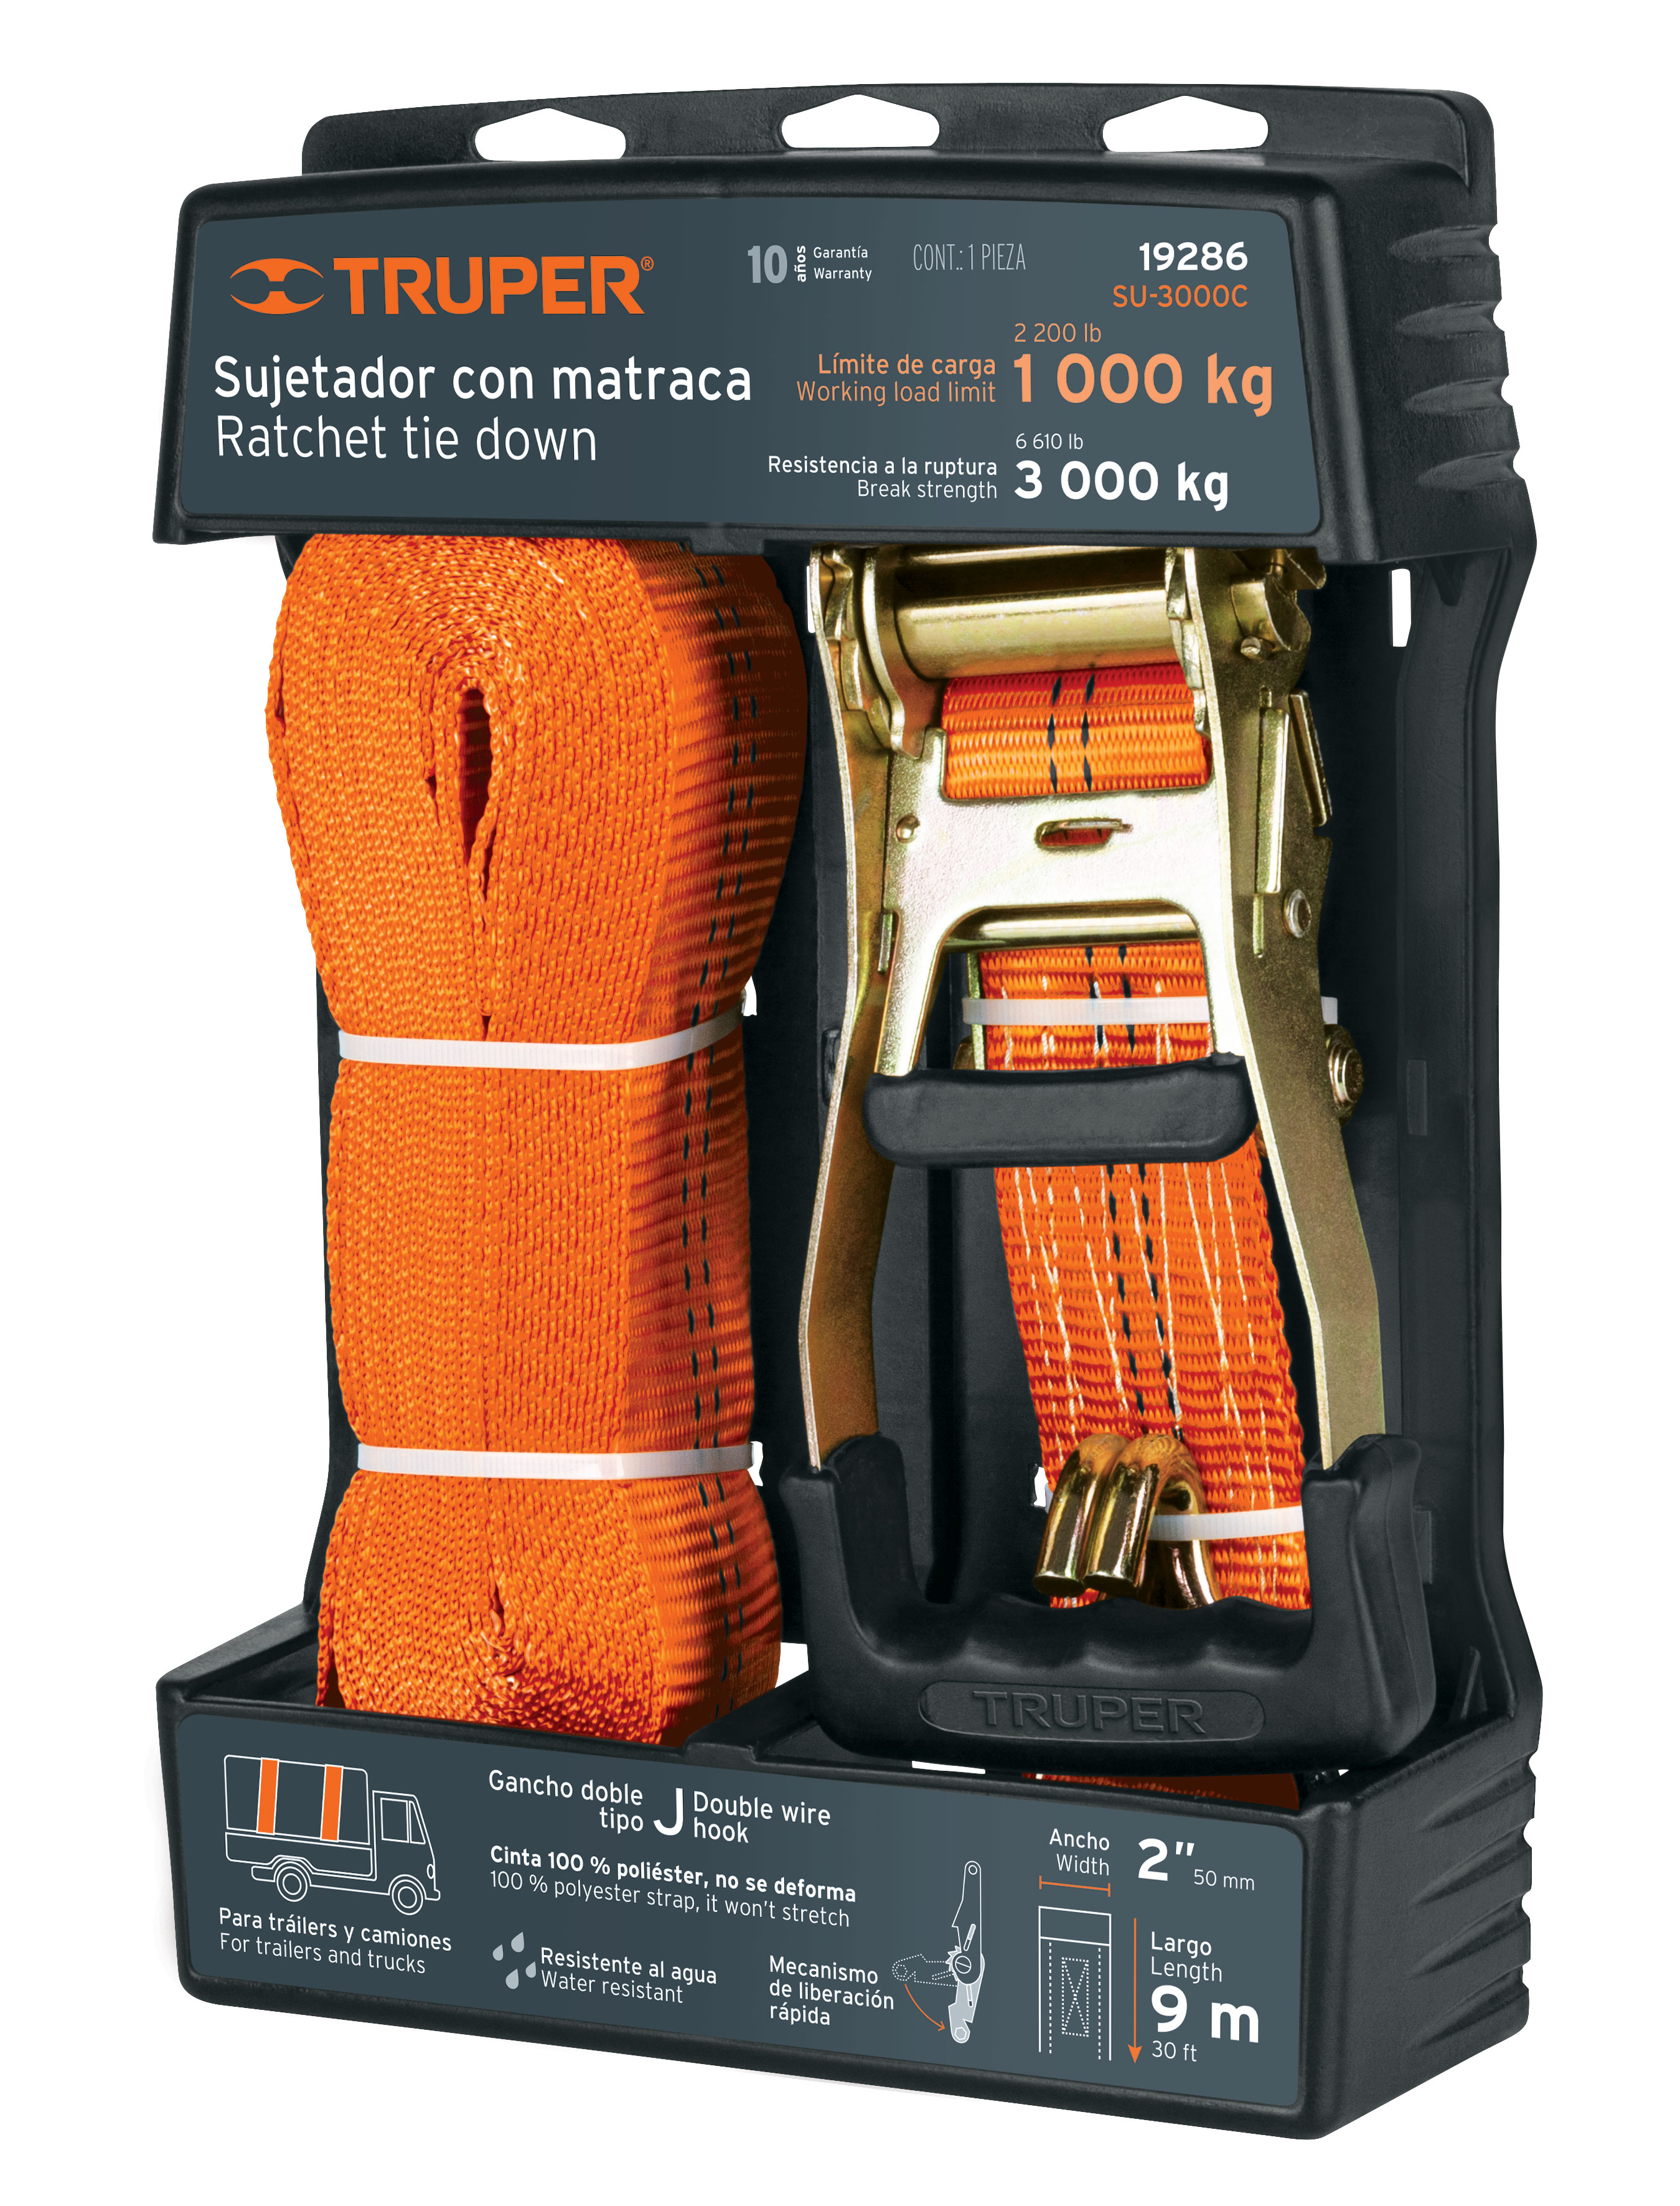 TRUPER®
10 años Garantía
Warranty
CONT.: 1 PIEZA
19286
SU-3000C
Sujetador con matraca
Ratchet tie down
2 200 lb
Límite de carga
Working load limit
1 000 kg
6 610 lb
Resistencia a la ruptura
Break strength
3 000 kg
TRUPER
Para tráilers y camiones
For trailers and trucks
Gancho doble
tipo
J
Double wire
hook
Cinta 100 % poliéster, no se deforma
100 % polyester strap, it won't stretch
Resistente al agua
Water resistant
Mecanismo
de liberación
rápida
Ancho
Width
2" 50 mm
Largo
Length
9 m
30 ft